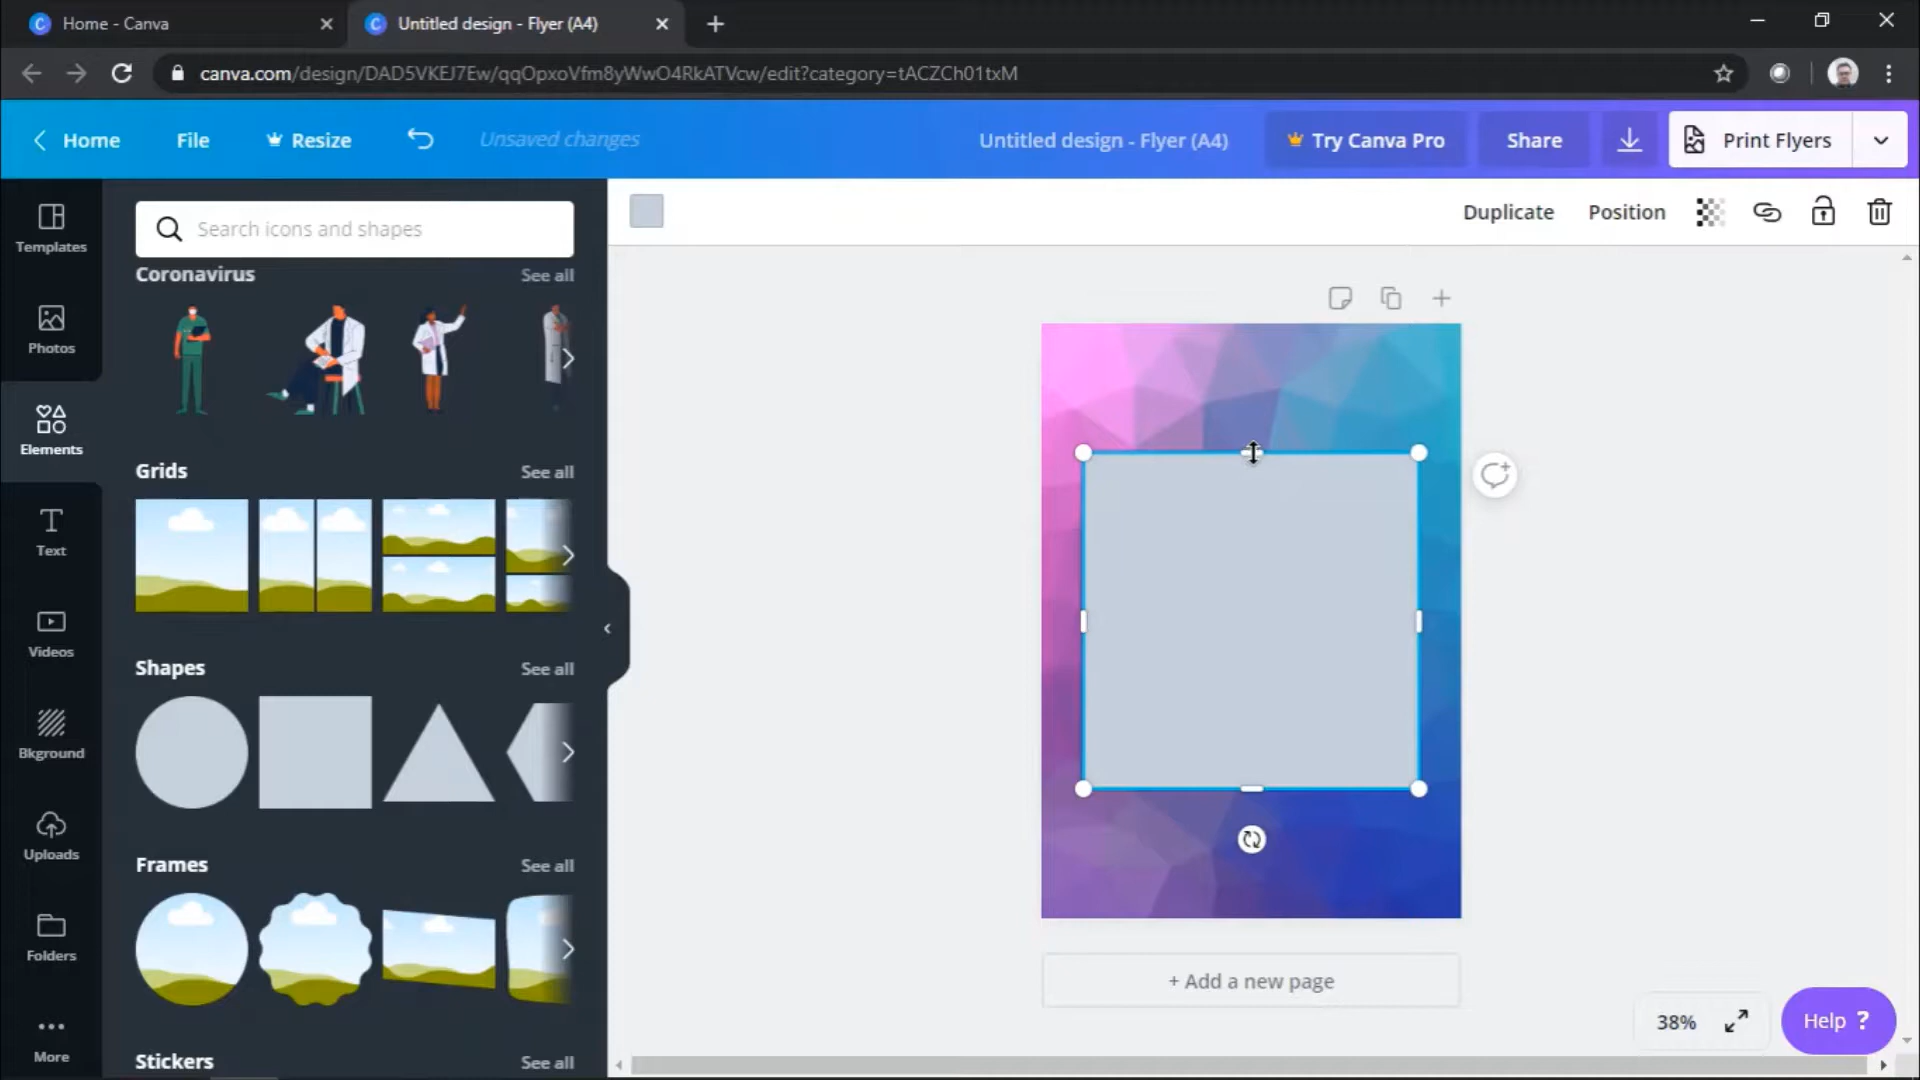 Home - Canva
Untitled design - Flyer (A4)
canva.com/design/DAD5VKEJ7Ew/qqOpxoVfm8yWwO4RkATVcw/edit?category=tACZCh01txM
Home
File
Resize
Unsaved changes
Untitled design - Flyer (A4)
Try Canva Pro
Share
Print Flyers
Templates
Photos
Elements
Text
Videos
Bkground
Uploads
Folders
More
Search icons and shapes
Coronavirus
See all
Grids
See all
Shapes
See all
Frames
See all
Stickers
See all
Duplicate
Position
+ Add a new page
38%
Help ?